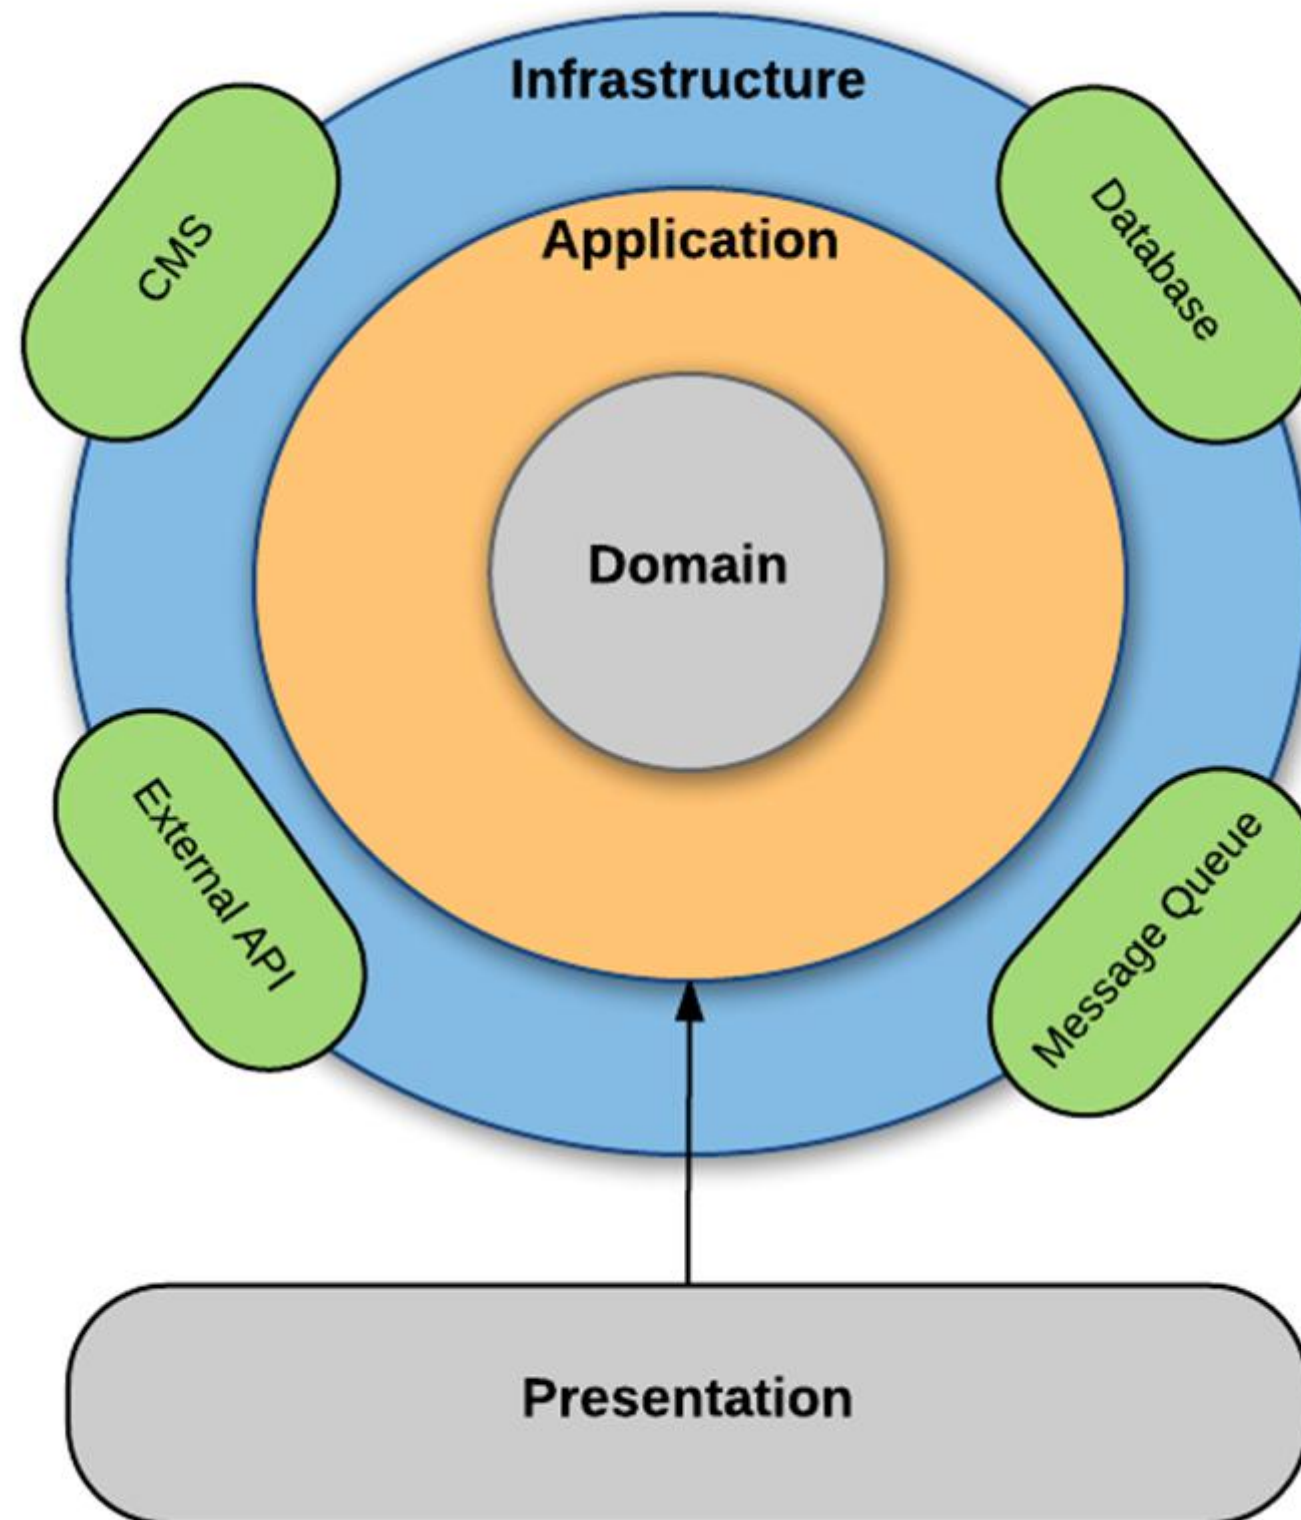 Infrastructure
CMS
Database
Application
Domain
External API
Message Queue
Presentation